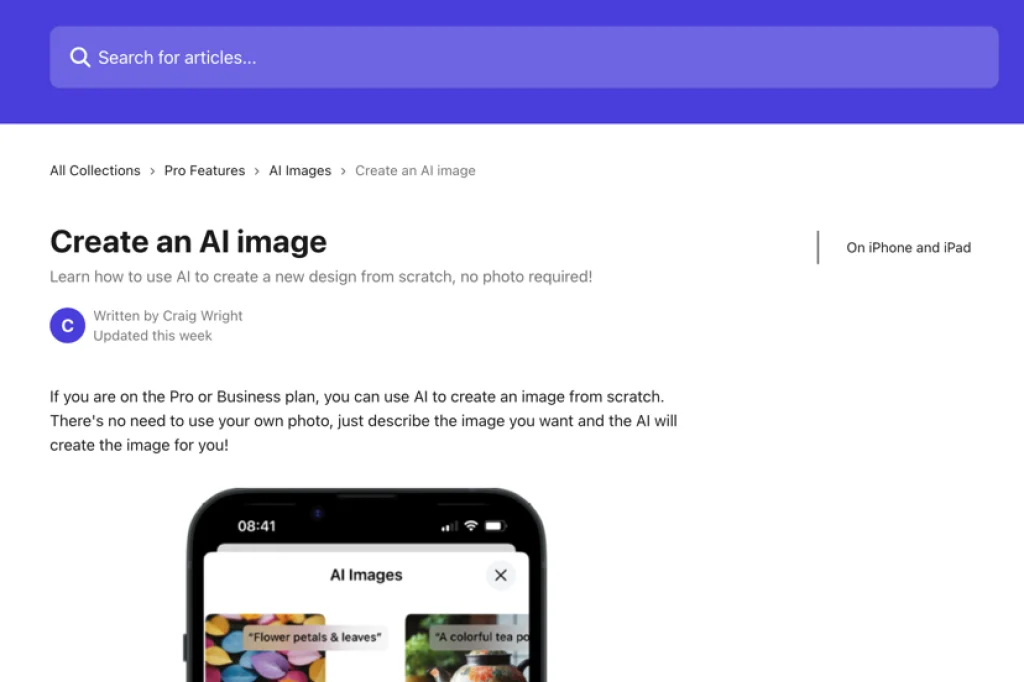 Search for articles...
All Collections > Pro Features > AI Images > Create an AI image
Create an AI image
On iPhone and iPad
Learn how to use AI to create a new design from scratch, no photo required!
C
Written by Craig Wright
Updated this week
If you are on the Pro or Business plan, you can use AI to create an image from scratch.
There's no need to use your own photo, just describe the image you want and the AI will
create the image for you!
08:41
AI Images
“Flower petals & leaves”
“A colorful tea po